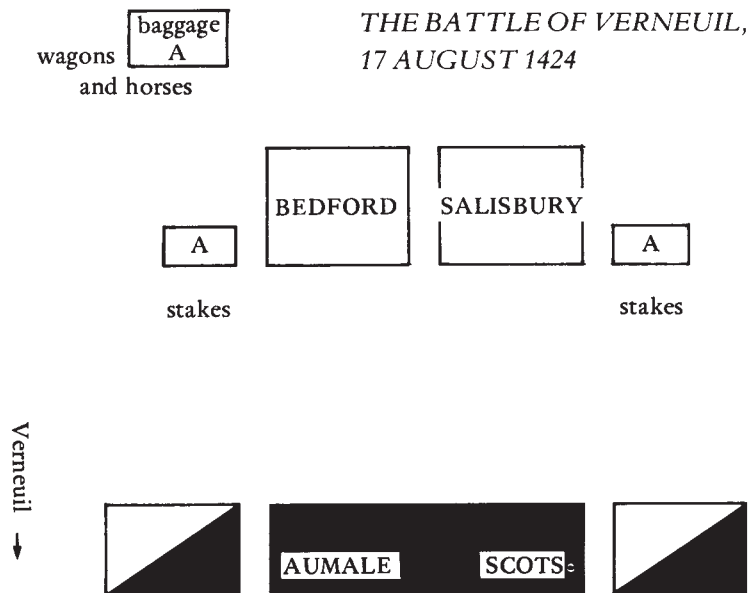 THE BATTLE OF VERNEUIL,
17 AUGUST 1424
baggage
A
wagons
and horses
BEDFORD
SALISBURY
A
A
stakes
stakes
Verneuil
AUMALE
SCOTS